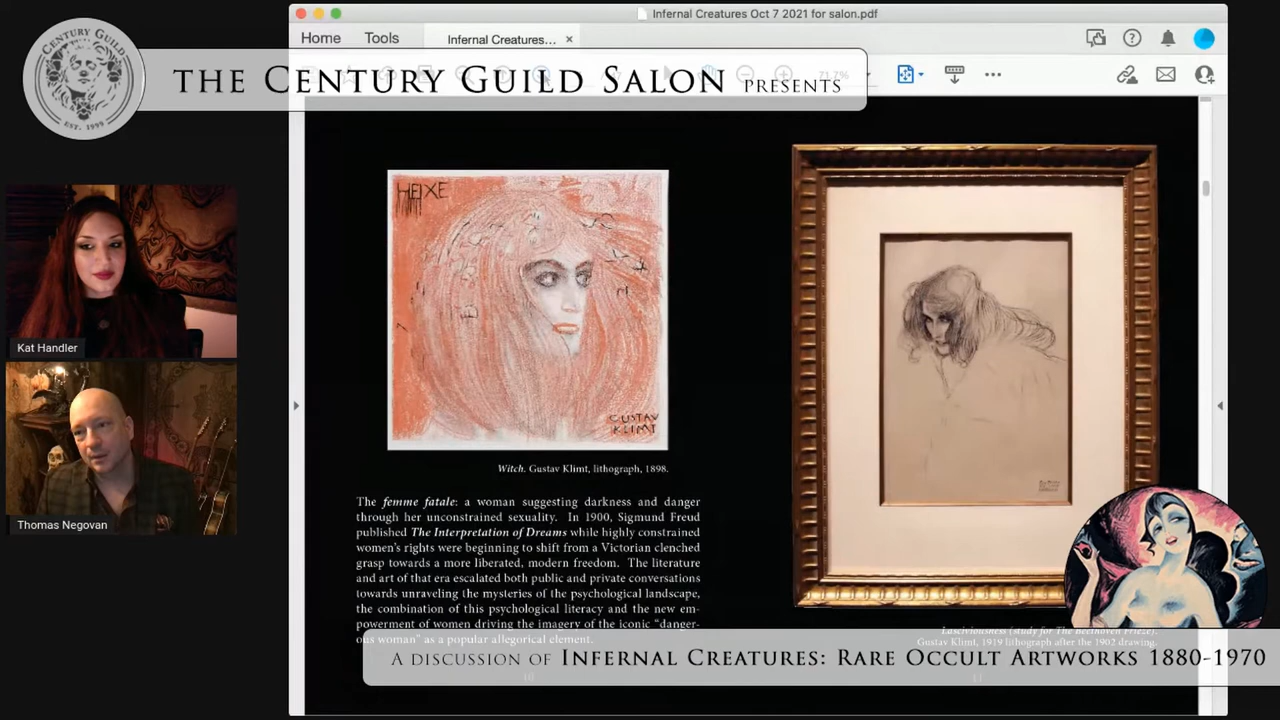 Infernal Creatures Oct 7 2021 for salon.pdf
Home Tools Infernal Creatures...
CENTURY GUILD
EST. 1999
THE CENTURY GUILD SALON PRESENTS
71.7%
HEXE
GUSTAV
KLIMT
Witch. Gustav Klimt, lithograph, 1898.
The femme fatale: a woman suggesting darkness and danger
through her unconstrained sexuality. In 1900, Sigmund Freud
published The Interpretation of Dreams while highly constrained
women's rights were beginning to shift from a Victorian clenched
grasp towards a more liberated, modern freedom. The literature
and art of that era escalated both public and private conversations
towards unraveling the mysteries of the psychological landscape,
the combination of this psychological literacy and the new em-
powerment of women driving the imagery of the iconic "danger-
ous woman" as a popular allegorical element.
10
Lasciviousness (study for The Beethoven Frieze).
Gustav Klimt, 1919 lithograph after the 1902 drawing.
11
Kat Handler
Thomas Negovan
A DISCUSSION OF INFERNAL CREATURES: RARE OCCULT ARTWORKS 1880-1970